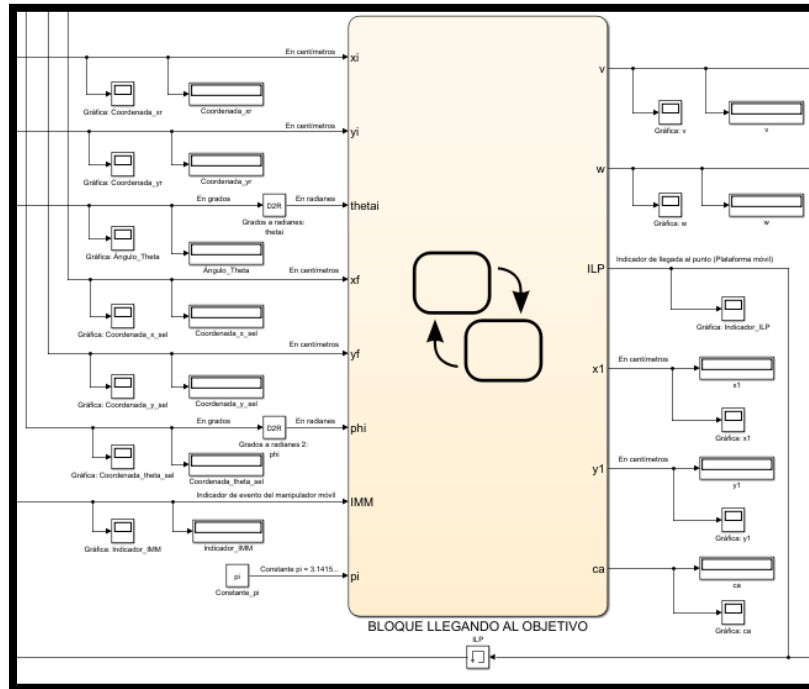 En centímetros
xi
v
Gráfica: Coordenada_xr
Coordenada_xr
Gráfica: v
v
En centímetros
yi
w
Gráfica: Coordenada_yr
Coordenada_yr
Gráfica: w
w
En grados
D2R
En radianes
thetai
Grados a radianes:
thetai
Gráfica: Ángulo_Theta
Ángulo_Theta
Indicador de llegada al punto (Plataforma móvil)
ILP
En centímetros
xf
Gráfica: Coordenada_x_sel
Coordenada_x_sel
Gráfica: Indicador_ILP
En centímetros
yf
En centímetros
x1
x1
Gráfica: Coordenada_y_sel
Coordenada_y_sel
Gráfica: x1
En grados
D2R
En radianes
phi
Grados a radianes 2:
phi
Gráfica: Coordenada_theta_sel
Coordenada_theta_sel
En centímetros
y1
y1
Indicador de evento del manipulador móvil
IMM
Gráfica: Indicador_IMM
Indicador_IMM
Gráfica: y1
pi
Constante pi = 3.1415...
pi
Constante_pi
ca
ca
Gráfica: ca
BLOQUE LLEGANDO AL OBJETIVO
ILP